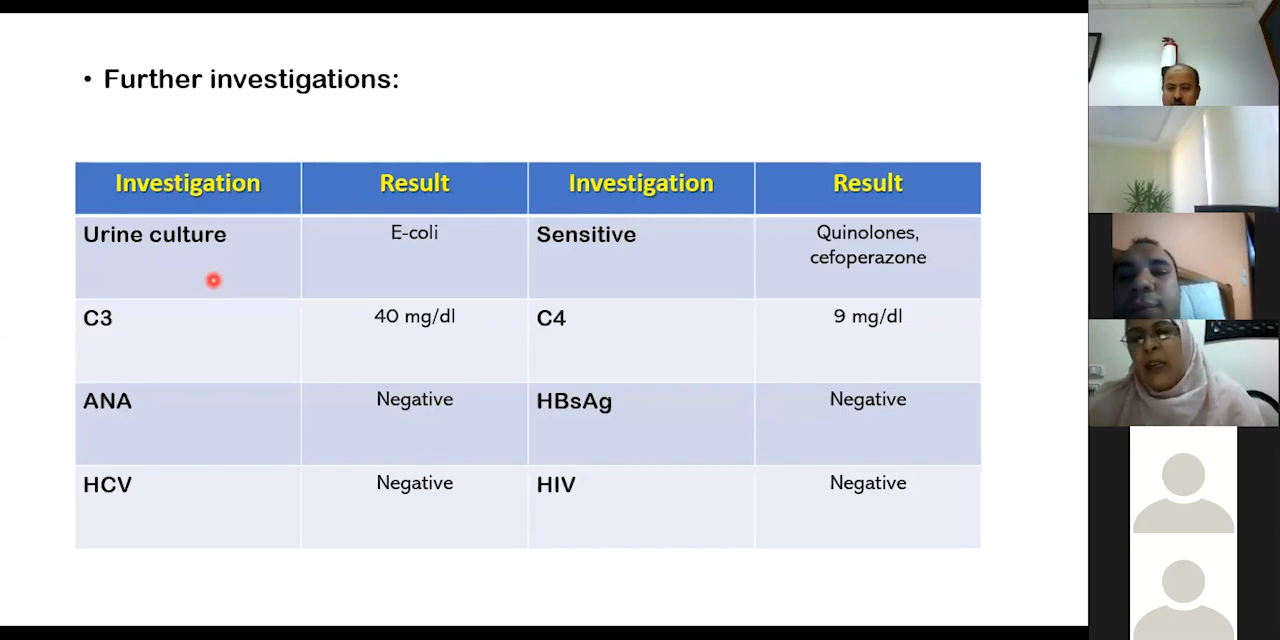 • Further investigations:
Investigation Result Investigation Result
Urine culture E-coli Sensitive Quinolones,
cefoperazone
C3 40 mg/dl C4 9 mg/dl
ANA Negative HBsAg Negative
HCV Negative HIV Negative